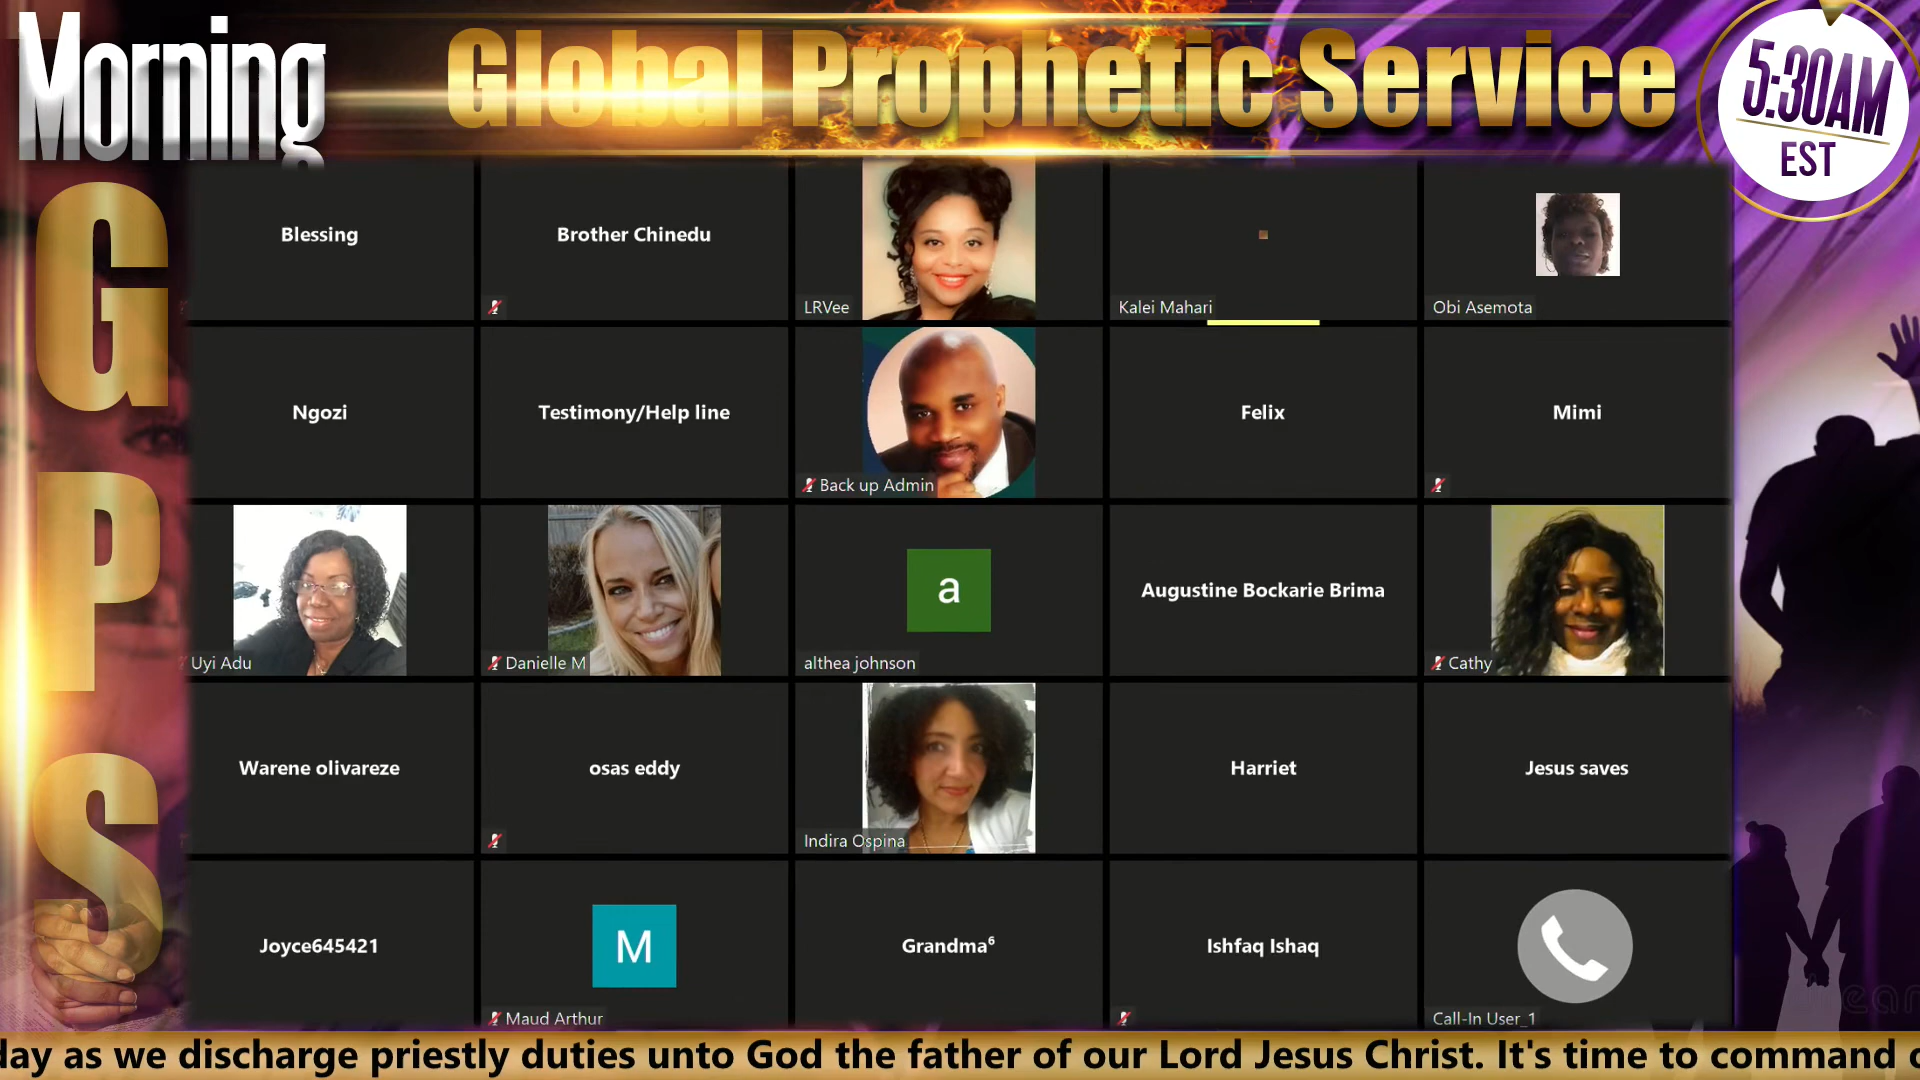 Morning
Global Prophetic Service
5:30AM
EST
G
P
S
Blessing
Brother Chinedu
LRVee
Kalei Mahari
Obi Asemota
Ngozi
Testimony/Help line
Back up Admin
Felix
Mimi
Uyi Adu
Danielle M
a
althea johnson
Augustine Bockarie Brima
Cathy
Warene olivareze
osas eddy
Indira Ospina
Harriet
Jesus saves
Joyce645421
M
Maud Arthur
Grandma⁶
Ishfaq Ishaq
Call-In User_1
day as we discharge priestly duties unto God the father of our Lord Jesus Christ. It's time to command